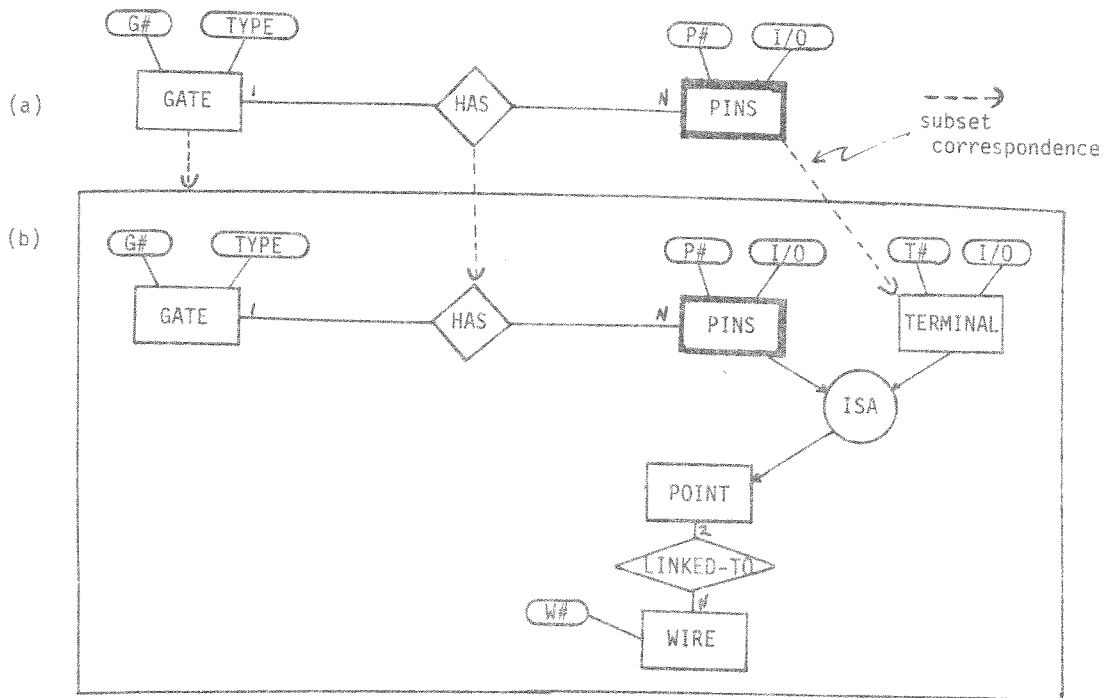 G#
TYPE
P#
I/O
(a)
GATE
1
HAS
N
PINS
subset
correspondence
(b)
G#
TYPE
P#
I/O
T#
I/O
GATE
1
HAS
N
PINS
TERMINAL
ISA
POINT
2
LINKED-TO
N
W#
WIRE